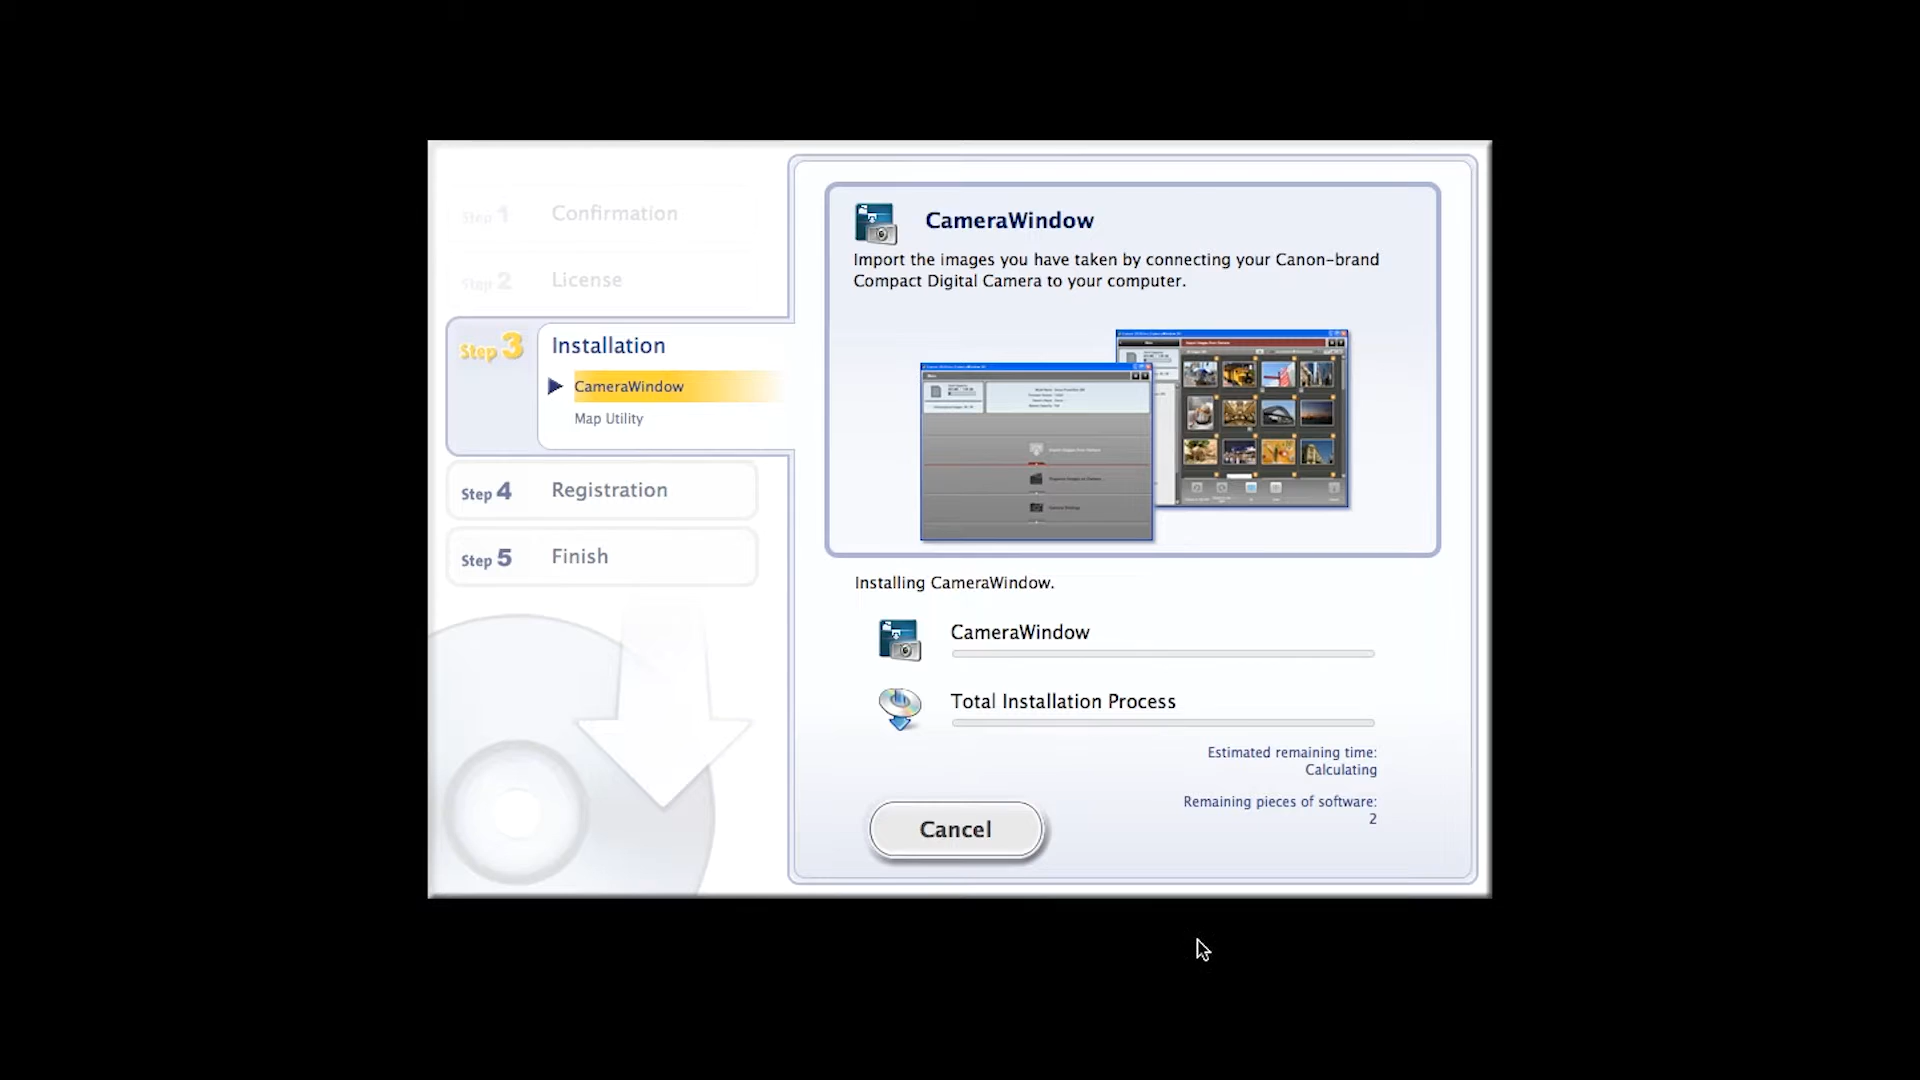 Step 1 Confirmation
Step 2 License
Step 3 Installation
CameraWindow
Map Utility
Step 4 Registration
Step 5 Finish
CameraWindow
Import the images you have taken by connecting your Canon-brand
Compact Digital Camera to your computer.
Installing CameraWindow.
CameraWindow
Total Installation Process
Estimated remaining time:
Calculating
Remaining pieces of software:
2
Cancel